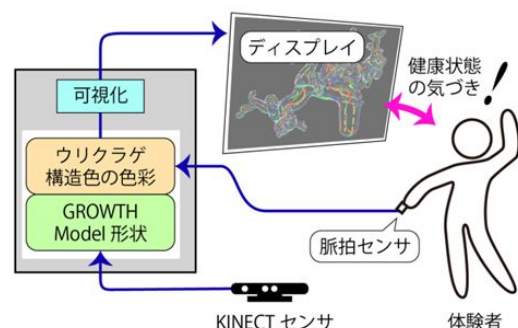 ディスプレイ
健康状態
の気づき
!
可視化
ウリクラゲ
構造色の色彩
GROWTH
Model 形状
脈拍センサ
KINECT センサ
体験者